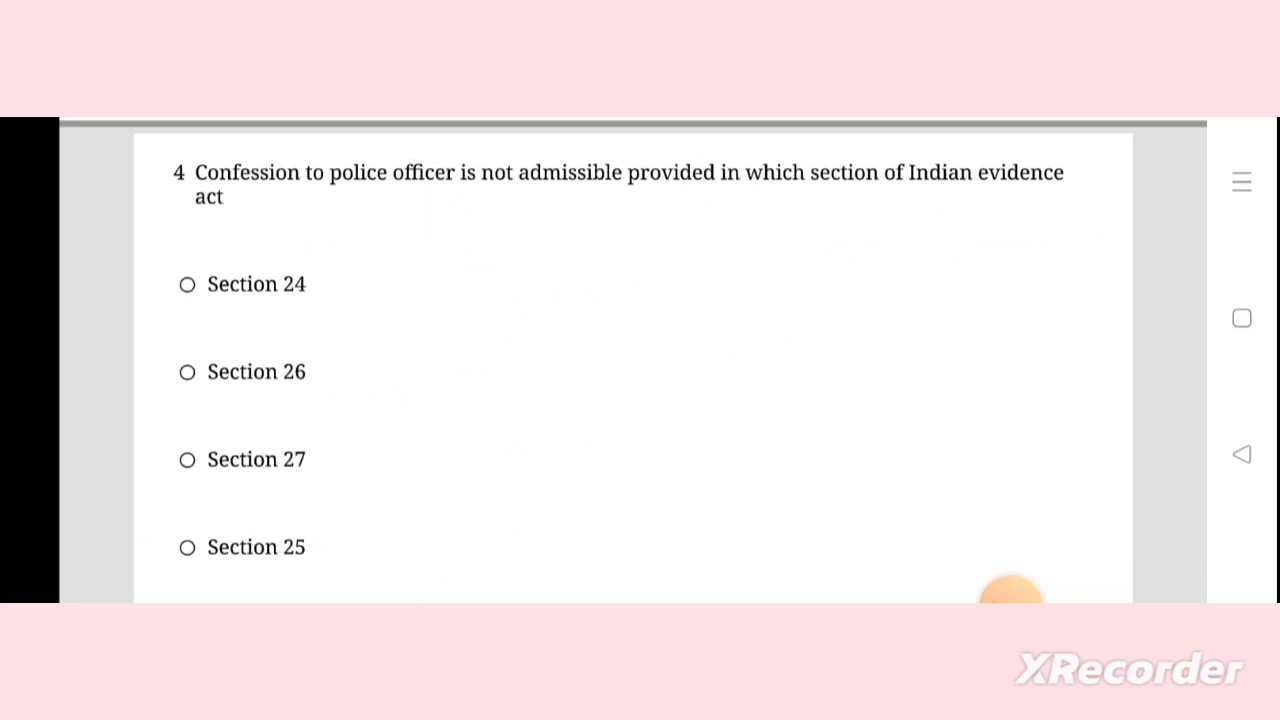 4 Confession to police officer is not admissible provided in which section of Indian evidence
act
Section 24
Section 26
Section 27
Section 25
XRecorder